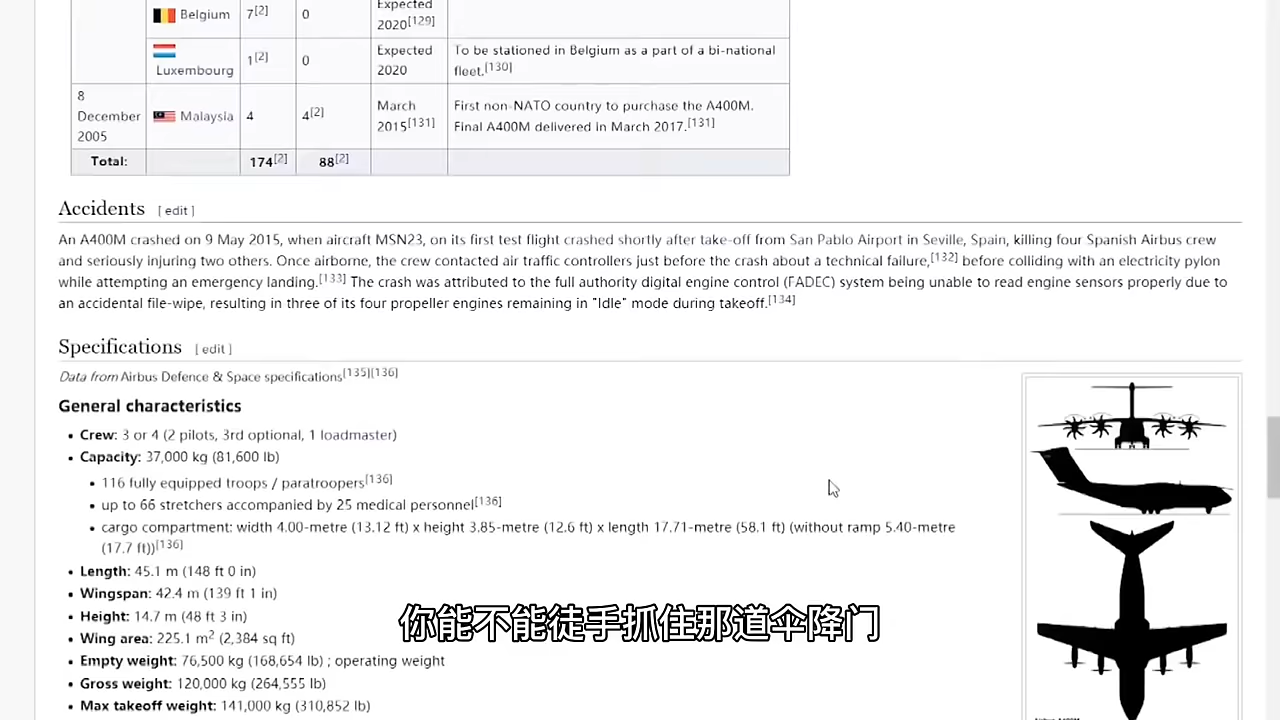 Belgium 7[2] 0 Expected 2020[129]
Luxembourg 1[2] 0 Expected 2020 To be stationed in Belgium as a part of a bi-national fleet.[130]
8 December 2005 Malaysia 4 4[2] March 2015[131] First non-NATO country to purchase the A400M. Final A400M delivered in March 2017.[131]
Total: 174[2] 88[2]
Accidents [ edit ]
An A400M crashed on 9 May 2015, when aircraft MSN23, on its first test flight crashed shortly after take-off from San Pablo Airport in Seville, Spain, killing four Spanish Airbus crew
and seriously injuring two others. Once airborne, the crew contacted air traffic controllers just before the crash about a technical failure,[132] before colliding with an electricity pylon
while attempting an emergency landing.[133] The crash was attributed to the full authority digital engine control (FADEC) system being unable to read engine sensors properly due to
an accidental file-wipe, resulting in three of its four propeller engines remaining in "Idle" mode during takeoff.[134]
Specifications [ edit ]
Data from Airbus Defence & Space specifications[135][136]
General characteristics
• Crew: 3 or 4 (2 pilots, 3rd optional, 1 loadmaster)
• Capacity: 37,000 kg (81,600 lb)
• 116 fully equipped troops / paratroopers[136]
• up to 66 stretchers accompanied by 25 medical personnel[136]
• cargo compartment: width 4.00-metre (13.12 ft) x height 3.85-metre (12.6 ft) x length 17.71-metre (58.1 ft) (without ramp 5.40-metre
(17.7 ft))[136]
• Length: 45.1 m (148 ft 0 in)
• Wingspan: 42.4 m (139 ft 1 in)
• Height: 14.7 m (48 ft 3 in)
你能不能徒手抓住那道伞降门
• Wing area: 225.1 m2 (2,384 sq ft)
• Empty weight: 76,500 kg (168,654 lb) ; operating weight
• Gross weight: 120,000 kg (264,555 lb)
• Max takeoff weight: 141,000 kg (310,852 lb)